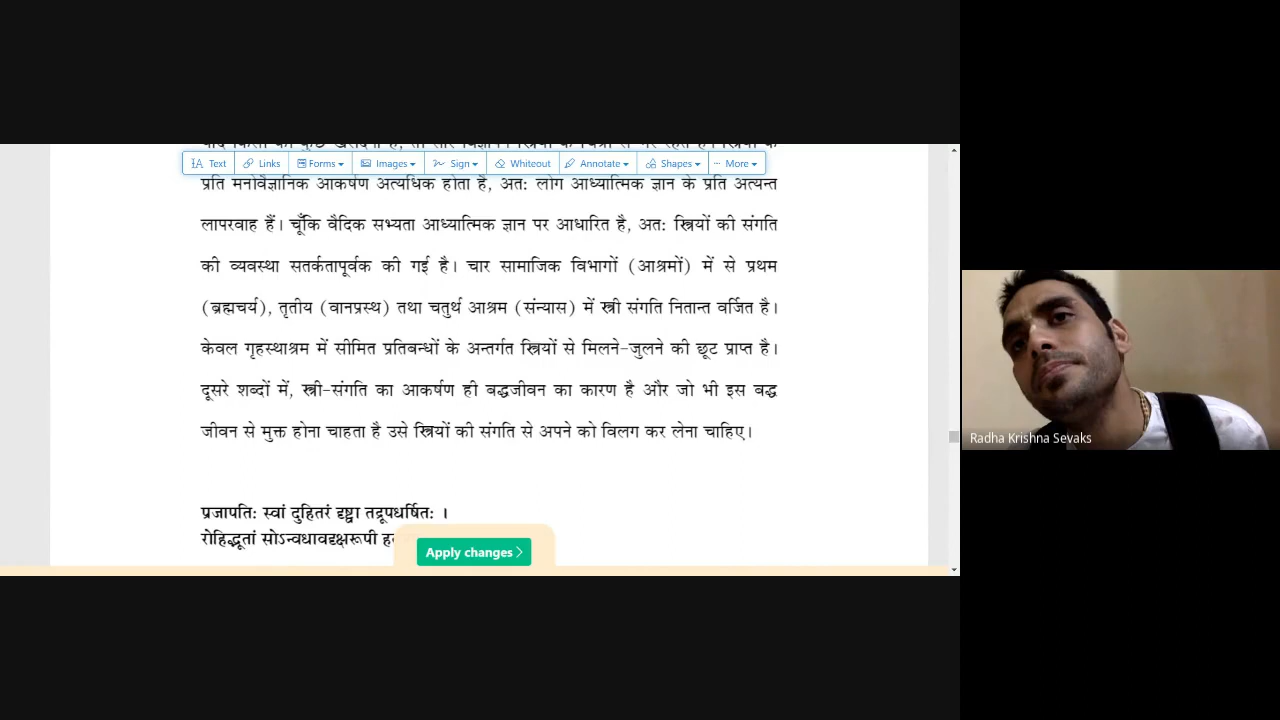 Text Links Forms Images Sign Whiteout Annotate Shapes More
प्रति मनोवैज्ञानिक आकर्षण अत्यधिक होता है, अत: लोग आध्यात्मिक ज्ञान के प्रति अत्यन्त
लापरवाह हैं। चूँकि वैदिक सभ्यता आध्यात्मिक ज्ञान पर आधारित है, अत: स्त्रियों की संगति
की व्यवस्था सतर्कतापूर्वक की गई है। चार सामाजिक विभागों (आश्रमों) में से प्रथम
(ब्रह्मचर्य), तृतीय (वानप्रस्थ) तथा चतुर्थ आश्रम (संन्यास) में स्त्री संगति नितान्त वर्जित है।
केवल गृहस्थाश्रम में सीमित प्रतिबन्धों के अन्तर्गत स्त्रियों से मिलने-जुलने की छूट प्राप्त है।
दूसरे शब्दों में, स्त्री-संगति का आकर्षण ही बद्धजीवन का कारण है और जो भी इस बद्ध
जीवन से मुक्त होना चाहता है उसे स्त्रियों की संगति से अपने को विलग कर लेना चाहिए।
प्रजापति: स्वां दुहितरं दृष्ट्वा तद्रूपधर्षित: ।
रोहिद्भूतां सोऽन्वधावदृक्षरूपी
Apply changes
Radha Krishna Sevaks